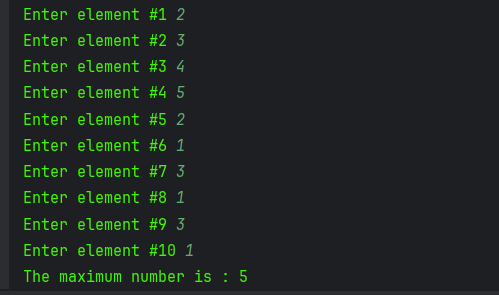 Enter element #1 2
Enter element #2 3
Enter element #3 4
Enter element #4 5
Enter element #5 2
Enter element #6 1
Enter element #7 3
Enter element #8 1
Enter element #9 3
Enter element #10 1
The maximum number is : 5